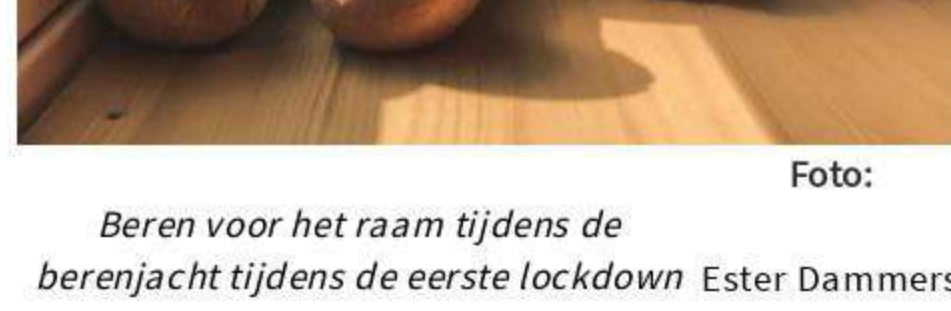 Foto:
Beren voor het raam tijdens de
berenjacht tijdens de eerste lockdown Ester Dammers